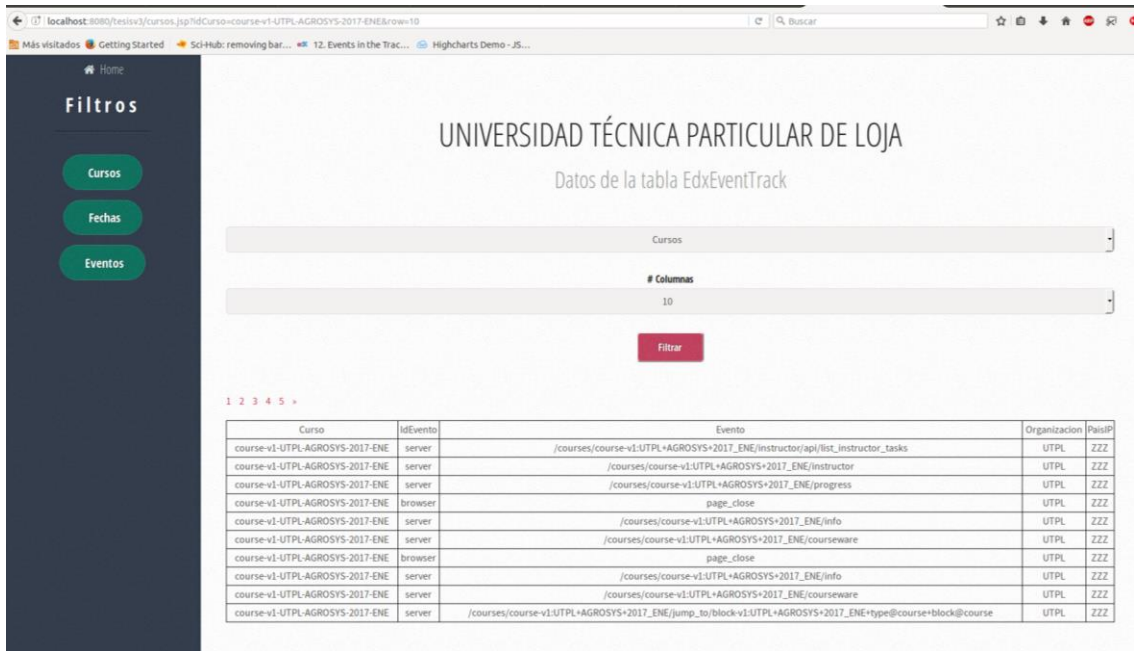 localhost:8080/tesisv3/cursos.jsp?idCurso=course-v1-UTPL-AGROSYS-2017-ENE&row=10
Buscar
Más visitados Getting Started Sci-Hub: removing bar... 12. Events in the Trac... Highcharts Demo - JS...
Home
Filtros
Cursos
Fechas
Eventos
UNIVERSIDAD TÉCNICA PARTICULAR DE LOJA
Datos de la tabla EdxEventTrack
Cursos
# Columnas
10
Filtrar
1 2 3 4 5 »
Curso IdEvento Evento Organizacion PaisIP
course-v1-UTPL-AGROSYS-2017-ENE server /courses/course-v1:UTPL+AGROSYS+2017_ENE/instructor/api/list_instructor_tasks UTPL ZZZ
course-v1-UTPL-AGROSYS-2017-ENE server /courses/course-v1:UTPL+AGROSYS+2017_ENE/instructor UTPL ZZZ
course-v1-UTPL-AGROSYS-2017-ENE server /courses/course-v1:UTPL+AGROSYS+2017_ENE/progress UTPL ZZZ
course-v1-UTPL-AGROSYS-2017-ENE browser page_close UTPL ZZZ
course-v1-UTPL-AGROSYS-2017-ENE server /courses/course-v1:UTPL+AGROSYS+2017_ENE/info UTPL ZZZ
course-v1-UTPL-AGROSYS-2017-ENE server /courses/course-v1:UTPL+AGROSYS+2017_ENE/courseware UTPL ZZZ
course-v1-UTPL-AGROSYS-2017-ENE browser page_close UTPL ZZZ
course-v1-UTPL-AGROSYS-2017-ENE server /courses/course-v1:UTPL+AGROSYS+2017_ENE/info UTPL ZZZ
course-v1-UTPL-AGROSYS-2017-ENE server /courses/course-v1:UTPL+AGROSYS+2017_ENE/courseware UTPL ZZZ
course-v1-UTPL-AGROSYS-2017-ENE server /courses/course-v1:UTPL+AGROSYS+2017_ENE/jump_to/block-v1:UTPL+AGROSYS+2017_ENE+type@course+block@course UTPL ZZZ